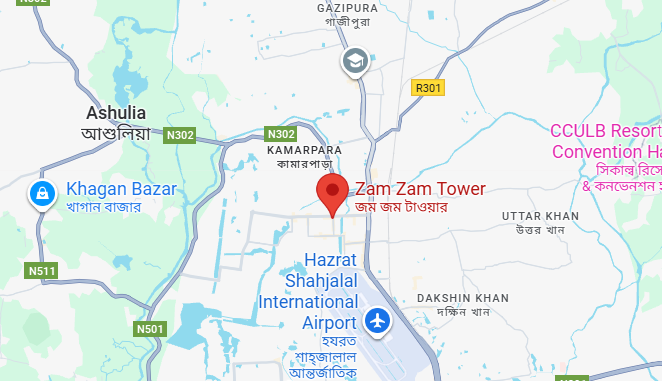 N302
GAZIPURA
গাজীপুরা
R301
Ashulia
আশুলিয়া
N302
N302
KAMARPARA
কামারপাড়া
CCULB Resort
Convention Ha
সিকাল্ব রিসো
& কনভেনশন হ
Khagan Bazar
খাগান বাজার
Zam Zam Tower
জম জম টাওয়ার
UTTAR KHAN
উত্তর খান
N511
Hazrat
Shahjalal
International
Airport
হযরত
শাহ্জালাল
আন্তর্জাতিক
DAKSHIN KHAN
দক্ষিন খান
N501